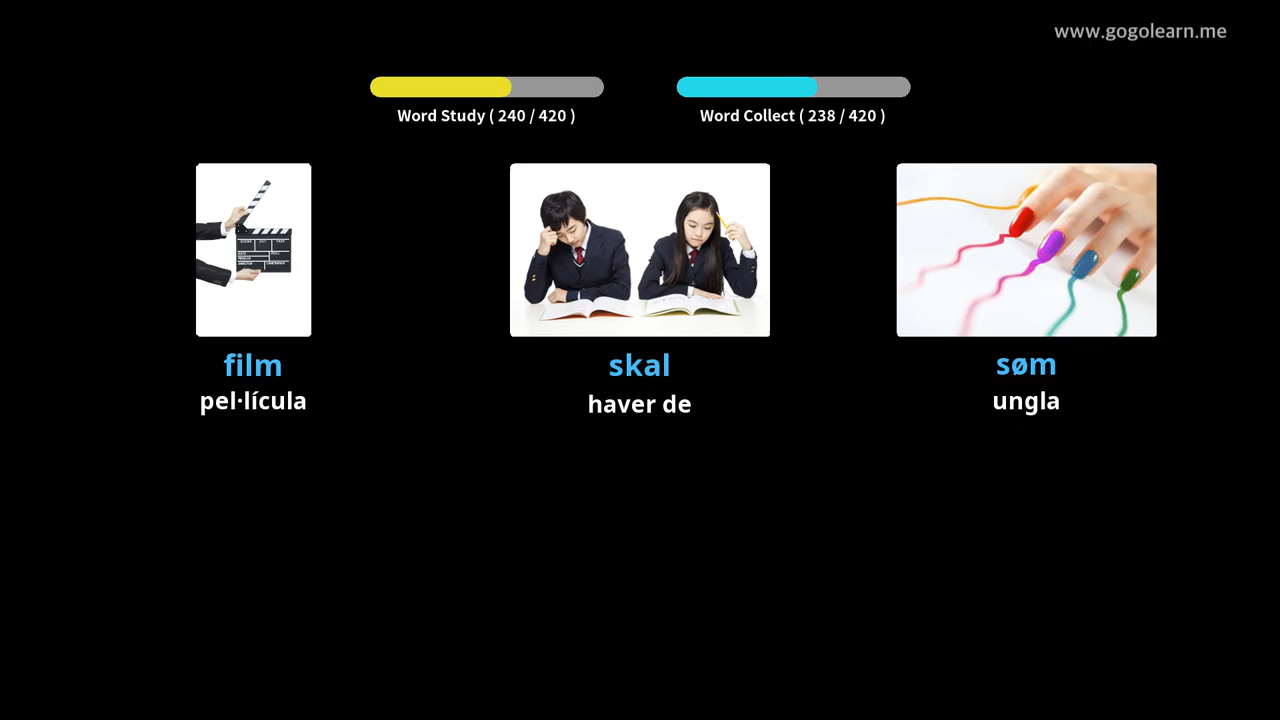 www.gogolearn.me
Word Study ( 240 / 420 )
Word Collect ( 238 / 420 )
film
skal
søm
pel·lícula
haver de
ungla